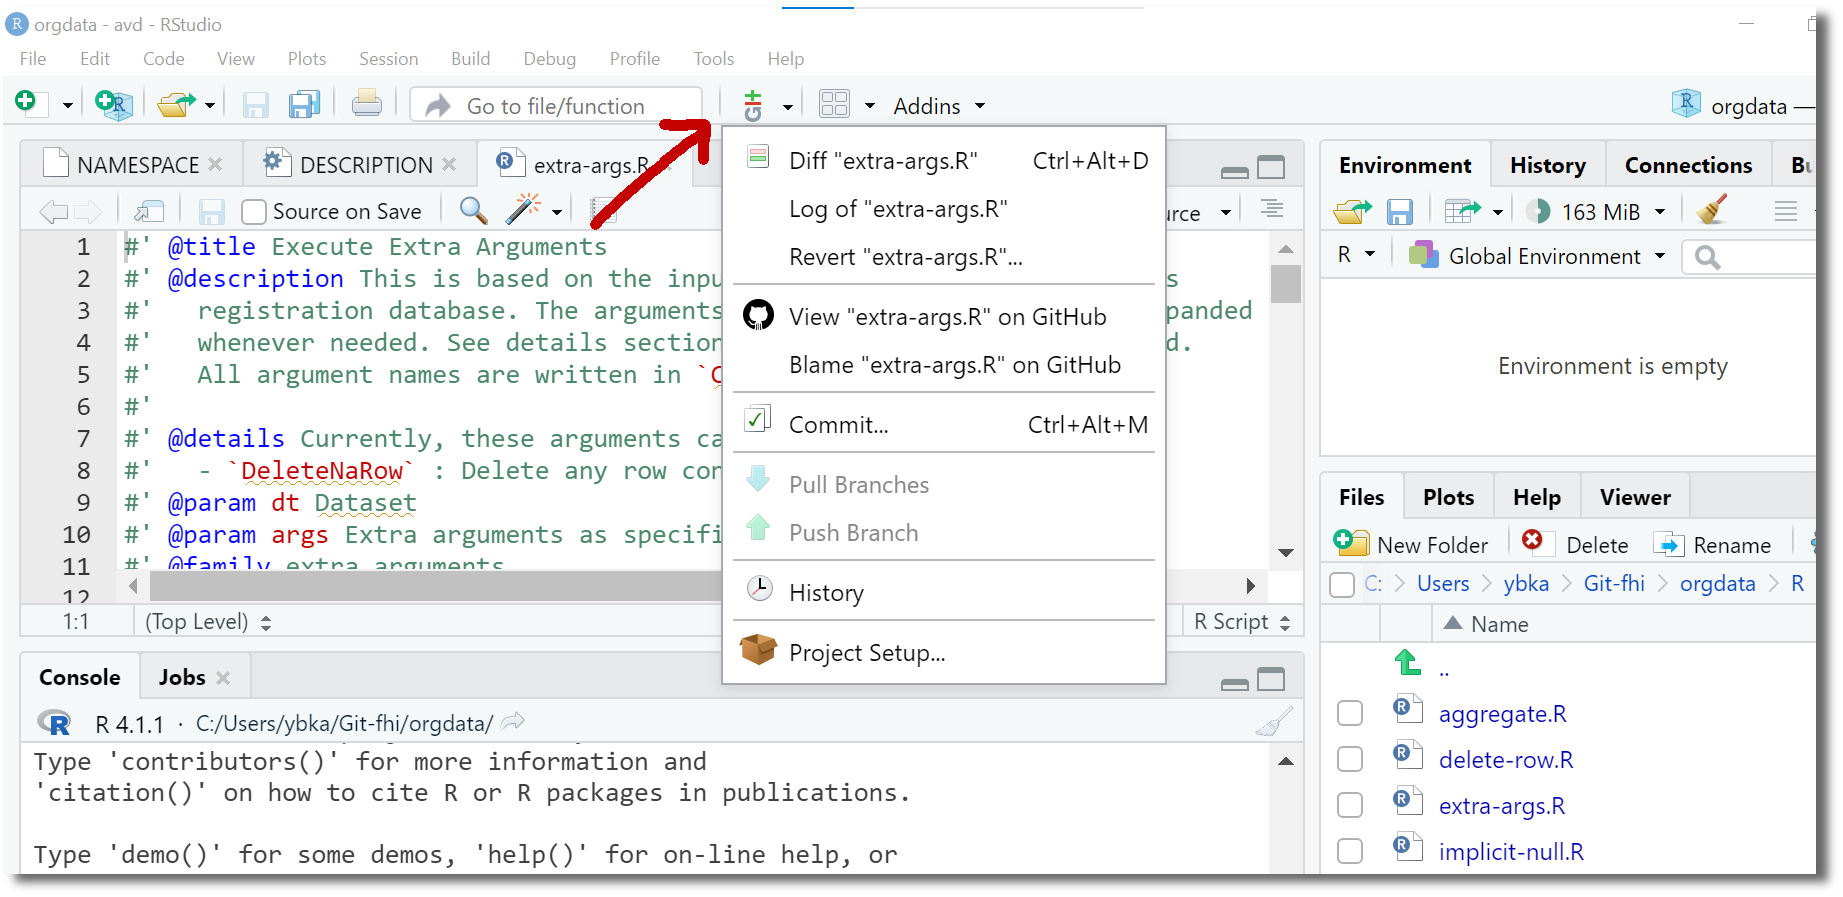 orgdata - avd - RStudio
File Edit Code View Plots Session Build Debug Profile Tools Help
Go to file/function
Addins
orgdata
NAMESPACE
DESCRIPTION
extra-args.R
Source on Save
1 #' @title Execute Extra Arguments
2 #' @description This is based on the
3 #'   registration database. The arguments
4 #'   whenever needed. See details section
5 #'   All argument names are written in `
6 #'
7 #' @details Currently, these arguments
8 #'   - `DeleteNaRow` : Delete any row
9 #' @param dt Dataset
10 #' @param args Extra arguments as
11 #' @family extra arguments
12
1:1 (Top Level) R Script
Diff "extra-args.R" Ctrl+Alt+D
Log of "extra-args.R"
Revert "extra-args.R"...
View "extra-args.R" on GitHub
Blame "extra-args.R" on GitHub
Commit... Ctrl+Alt+M
Pull Branches
Push Branch
History
Project Setup...
Console Jobs
R 4.1.1 · C:/Users/ybka/Git-fhi/orgdata/
Type 'contributors()' for more information and
'citation()' on how to cite R or R packages in publications.
Type 'demo()' for some demos, 'help()' for on-line help, or
Environment History Connections
163 MiB
R Global Environment
Environment is empty
Files Plots Help Viewer
New Folder Delete Rename
C: Users ybka Git-fhi orgdata R
Name
..
aggregate.R
delete-row.R
extra-args.R
implicit-null.R